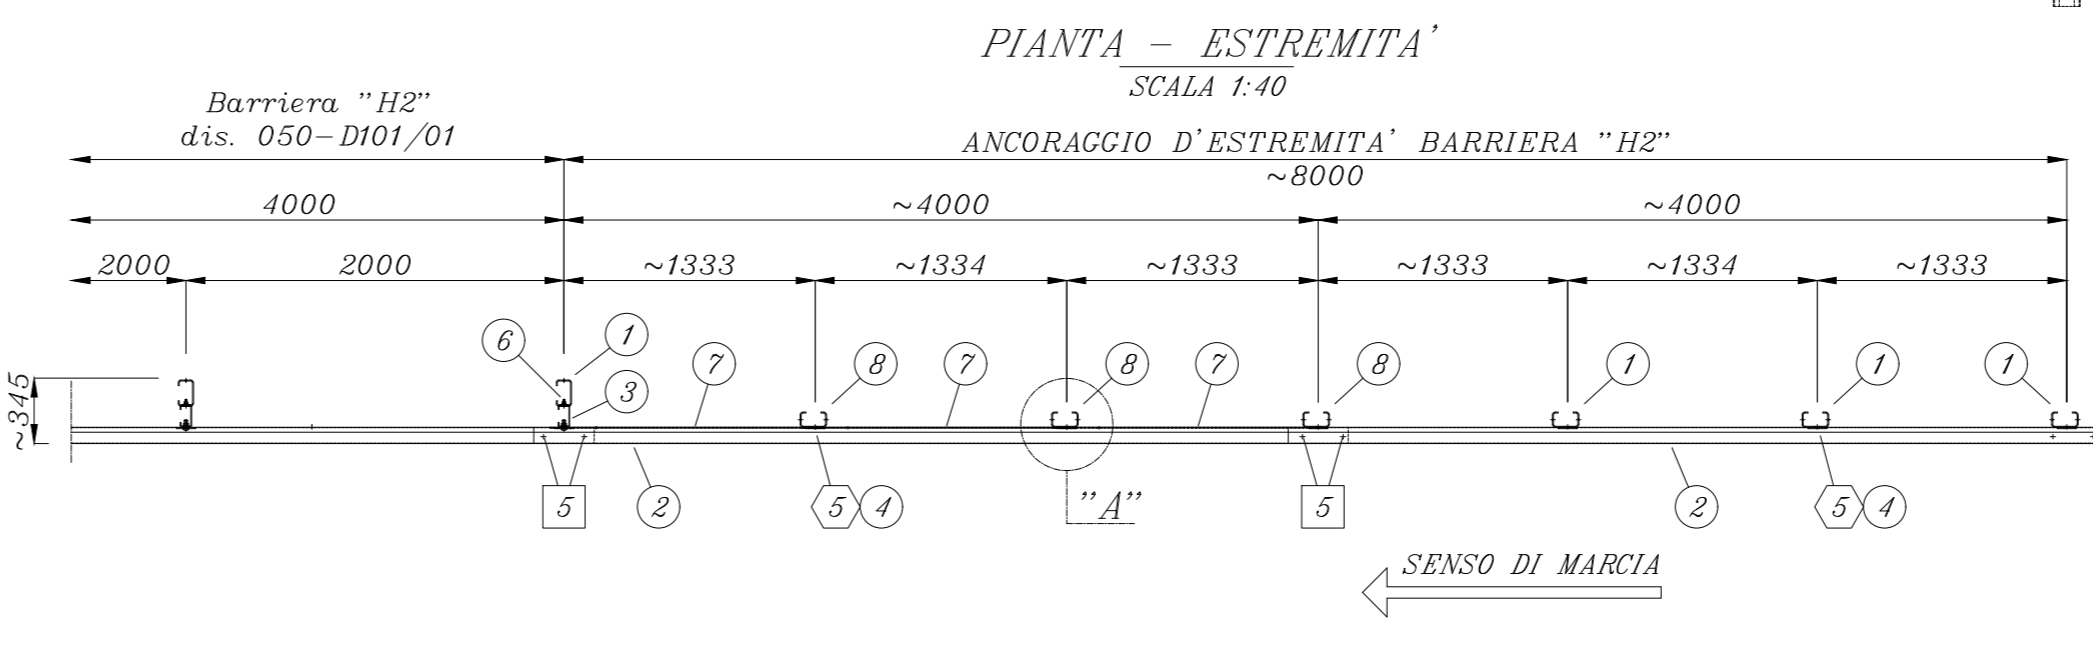 PIANTA - ESTREMITA'
SCALA 1:40
Barriera "H2"
dis. 050-D101/01
ANCORAGGIO D'ESTREMITA' BARRIERA "H2"
~8000
4000 ~4000 ~4000
2000 2000 ~1333 ~1334 ~1333 ~1333 ~1334 ~1333
6 1 7 8 7 8 7 8 1 1 1
3
~345
5 2 5 4 "A" 5 2 5 4
SENSO DI MARCIA